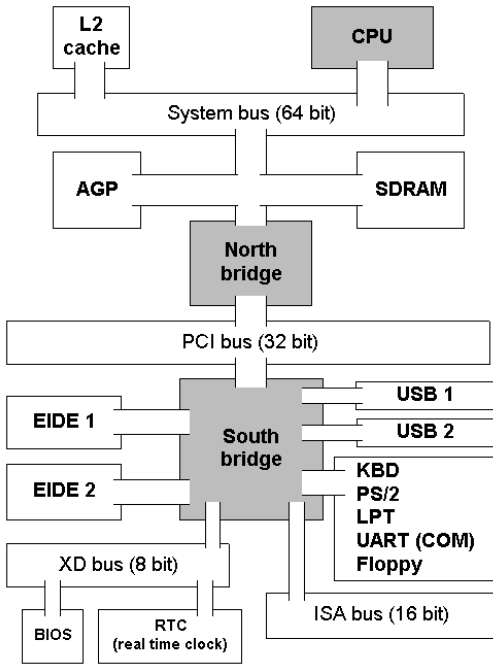 L2
cache
CPU
System bus (64 bit)
AGP
SDRAM
North
bridge
PCI bus (32 bit)
EIDE 1
EIDE 2
South
bridge
USB 1
USB 2
KBD
PS/2
LPT
UART (COM)
Floppy
XD bus (8 bit)
BIOS
RTC
(real time clock)
ISA bus (16 bit)